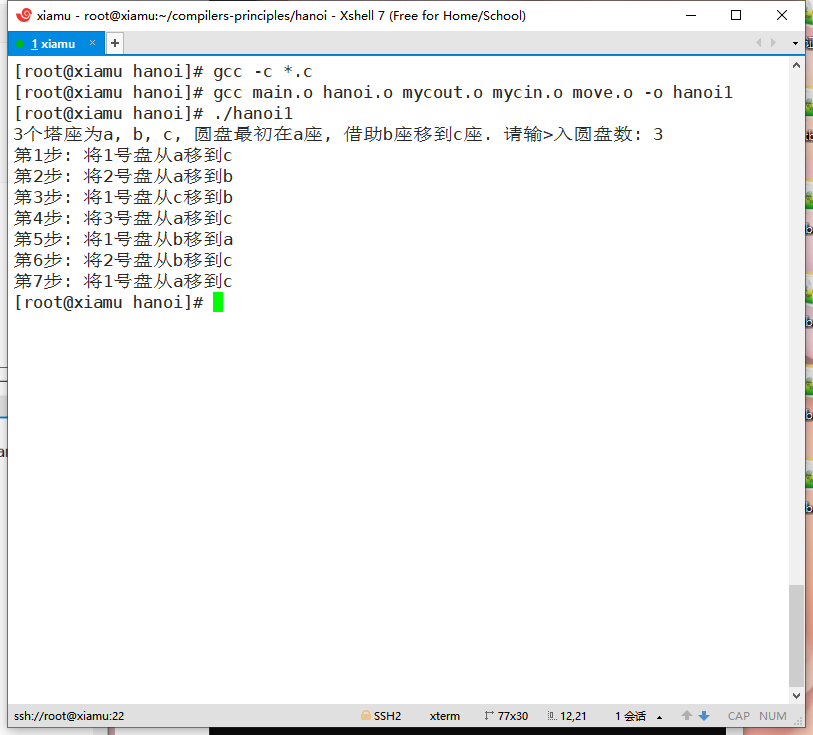 xiamu - root@xiamu:~/compilers-principles/hanoi - Xshell 7 (Free for Home/School)
1 xiamu × +
[root@xiamu hanoi]# gcc -c *.c
[root@xiamu hanoi]# gcc main.o hanoi.o mycout.o mycin.o move.o -o hanoi1
[root@xiamu hanoi]# ./hanoi1
3个塔座为a, b, c, 圆盘最初在a座, 借助b座移到c座. 请输>入圆盘数: 3
第1步: 将1号盘从a移到c
第2步: 将2号盘从a移到b
第3步: 将1号盘从c移到b
第4步: 将3号盘从a移到c
第5步: 将1号盘从b移到a
第6步: 将2号盘从b移到c
第7步: 将1号盘从a移到c
[root@xiamu hanoi]#
ssh://root@xiamu:22 SSH2 xterm 77x30 12,21 1 会话 CAP NUM